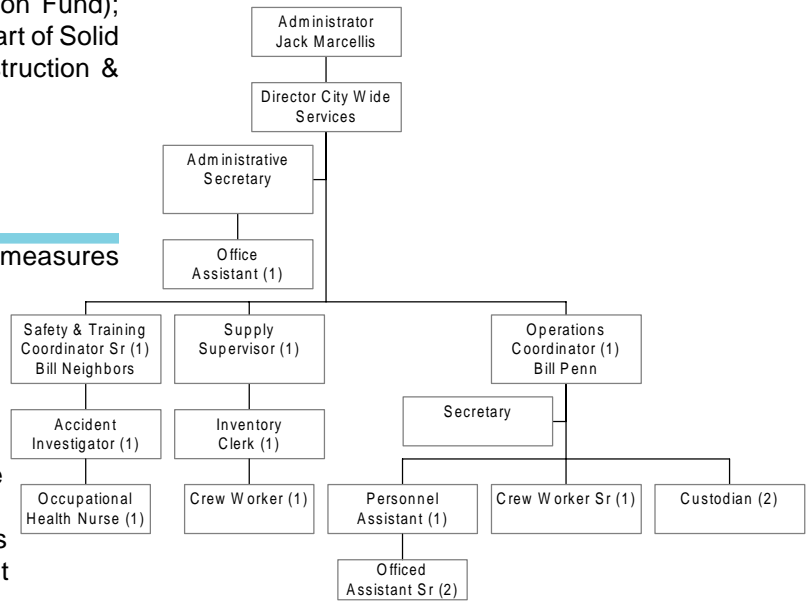 on Fund);
art of Solid
struction &
measures
e
s
t
Administrator
Jack Marcellis
Director City Wide
Services
Administrative
Secretary
Office
Assistant (1)
Safety & Training
Coordinator Sr (1)
Bill Neighbors
Supply
Supervisor (1)
Operations
Coordinator (1)
Bill Penn
Secretary
Accident
Investigator (1)
Inventory
Clerk (1)
Occupational
Health Nurse (1)
Crew Worker (1)
Personnel
Assistant (1)
Crew Worker Sr (1)
Custodian (2)
Officed
Assistant Sr (2)